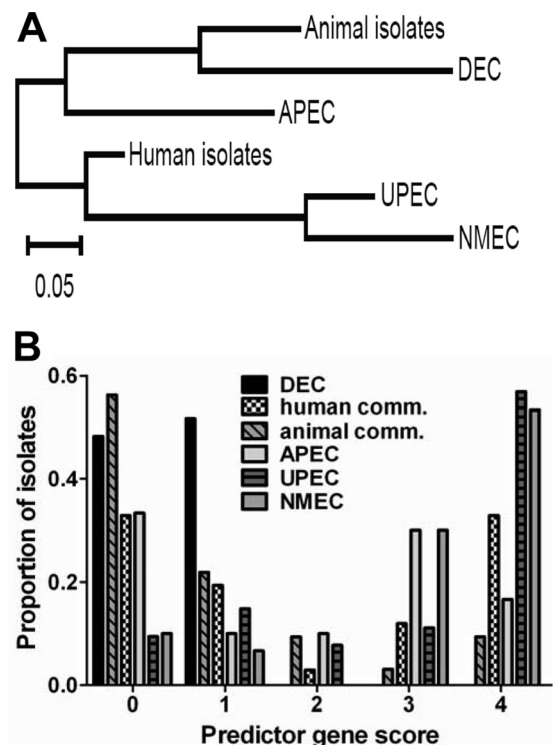 A
Animal isolates
DEC
APEC
Human isolates
UPEC
NMEC
0.05
B
Proportion of isolates
0.6
0.4
0.2
0.0
DEC
human comm.
animal comm.
APEC
UPEC
NMEC
0 1 2 3 4
Predictor gene score